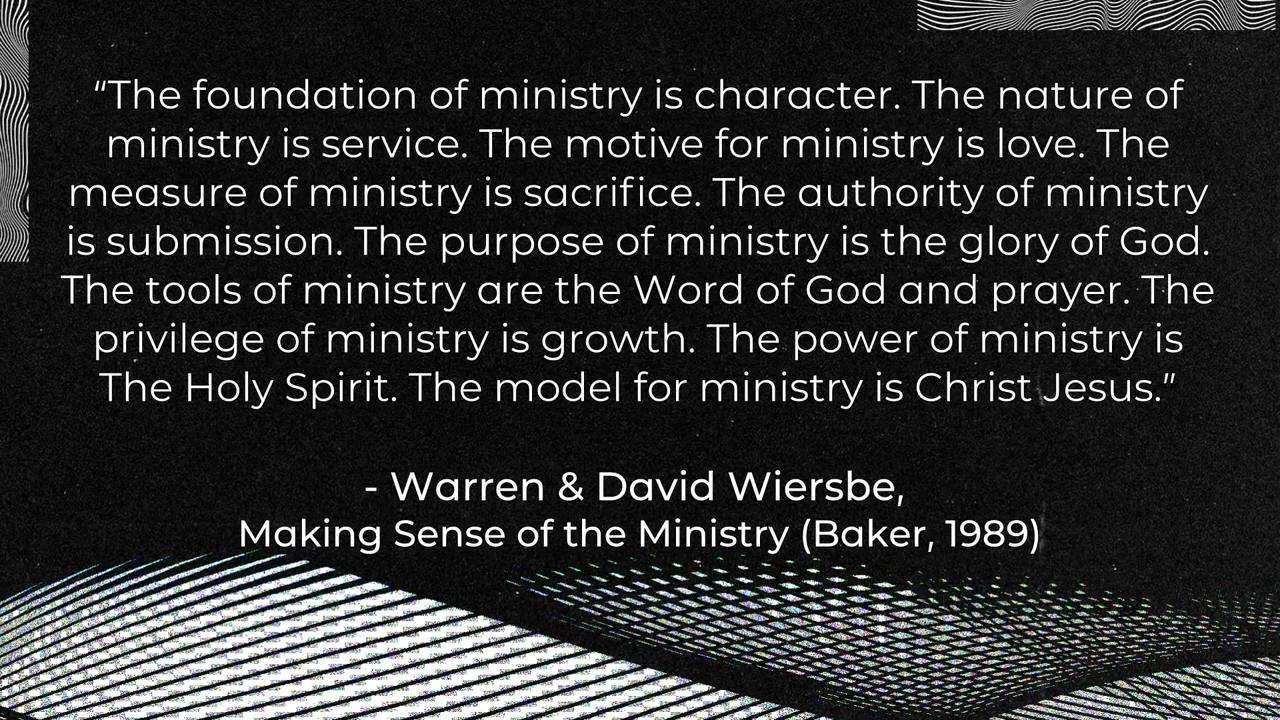 “The foundation of ministry is character. The nature of
ministry is service. The motive for ministry is love. The
measure of ministry is sacrifice. The authority of ministry
is submission. The purpose of ministry is the glory of God.
The tools of ministry are the Word of God and prayer. The
privilege of ministry is growth. The power of ministry is
The Holy Spirit. The model for ministry is Christ Jesus.”
- Warren & David Wiersbe,
Making Sense of the Ministry (Baker, 1989)